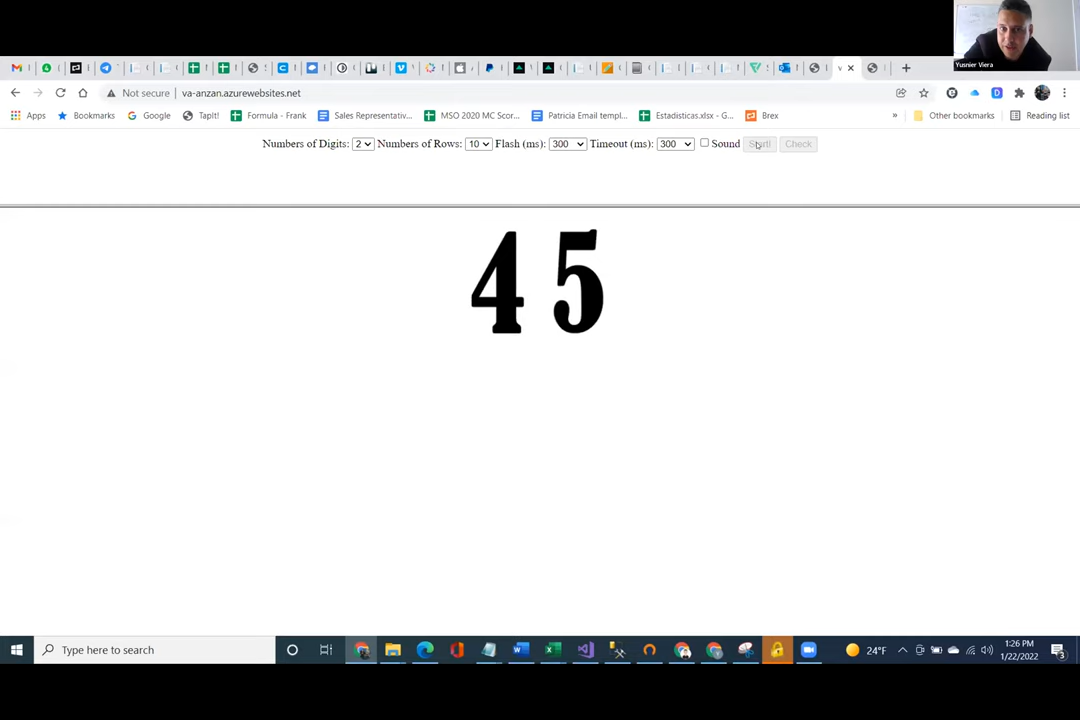 Yusnier Viera
Not secure | va-anzan.azurewebsites.net
Apps Bookmarks Google TapIt! Formula - Frank Sales Representativ... MSO 2020 MC Scor... Patricia Email templ... Estadisticas.xlsx - G... Brex » Other bookmarks Reading list
Numbers of Digits: 2 Numbers of Rows: 10 Flash (ms): 300 Timeout (ms): 300 Sound Start! Check
4 5
Type here to search
24°F
1:26 PM
1/22/2022
3